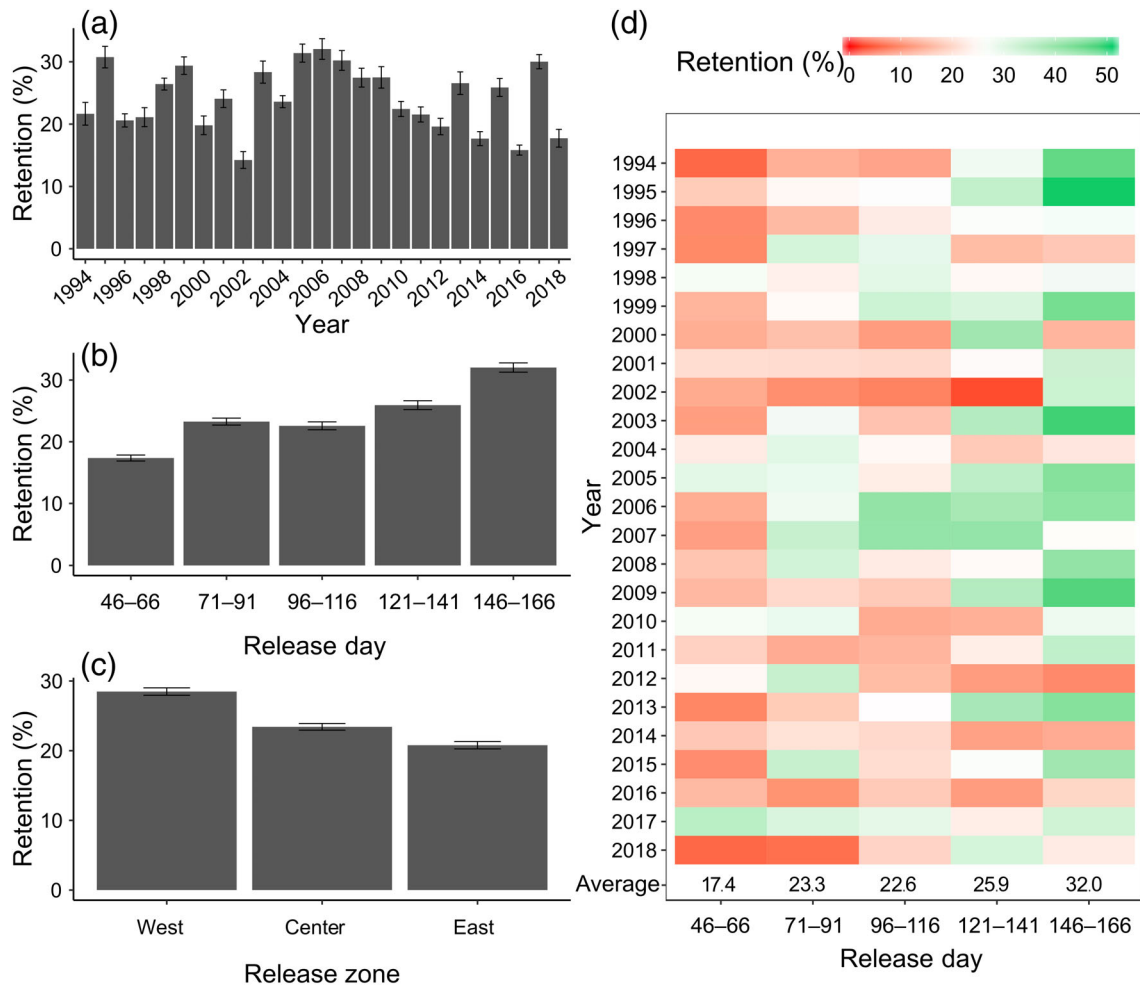 (a)
Retention (%)
30
20
10
0
1994
1996
1998
2000
2002
2004
2006
2008
2010
2012
2014
2016
2018
Year
(b)
Retention (%)
30
20
10
0
46–66
71–91
96–116
121–141
146–166
Release day
(c)
Retention (%)
30
20
10
0
West
Center
East
Release zone
(d)
Retention (%)
0 10 20 30 40 50
Year
1994
1995
1996
1997
1998
1999
2000
2001
2002
2003
2004
2005
2006
2007
2008
2009
2010
2011
2012
2013
2014
2015
2016
2017
2018
Average 17.4 23.3 22.6 25.9 32.0
46–66 71–91 96–116 121–141 146–166
Release day